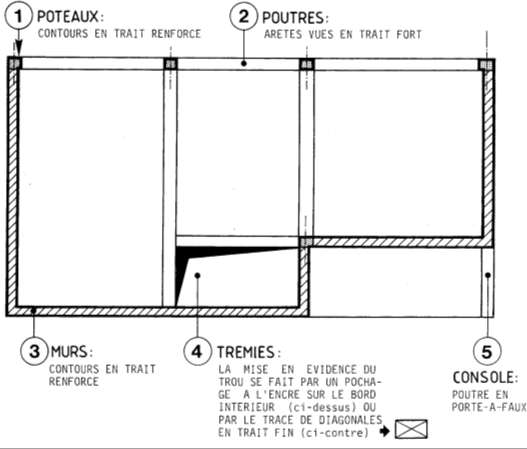 1 POTEAUX:
CONTOURS EN TRAIT RENFORCE
2 POUTRES:
ARETES VUES EN TRAIT FORT
3 MURS:
CONTOURS EN TRAIT
RENFORCE
4 TREMIES:
LA MISE EN EVIDENCE DU
TROU SE FAIT PAR UN POCHA-
GE A L'ENCRE SUR LE BORD
INTERIEUR (ci-dessus) OU
PAR LE TRACE DE DIAGONALES
EN TRAIT FIN (ci-contre)
5
CONSOLE:
POUTRE EN
PORTE-A-FAUX